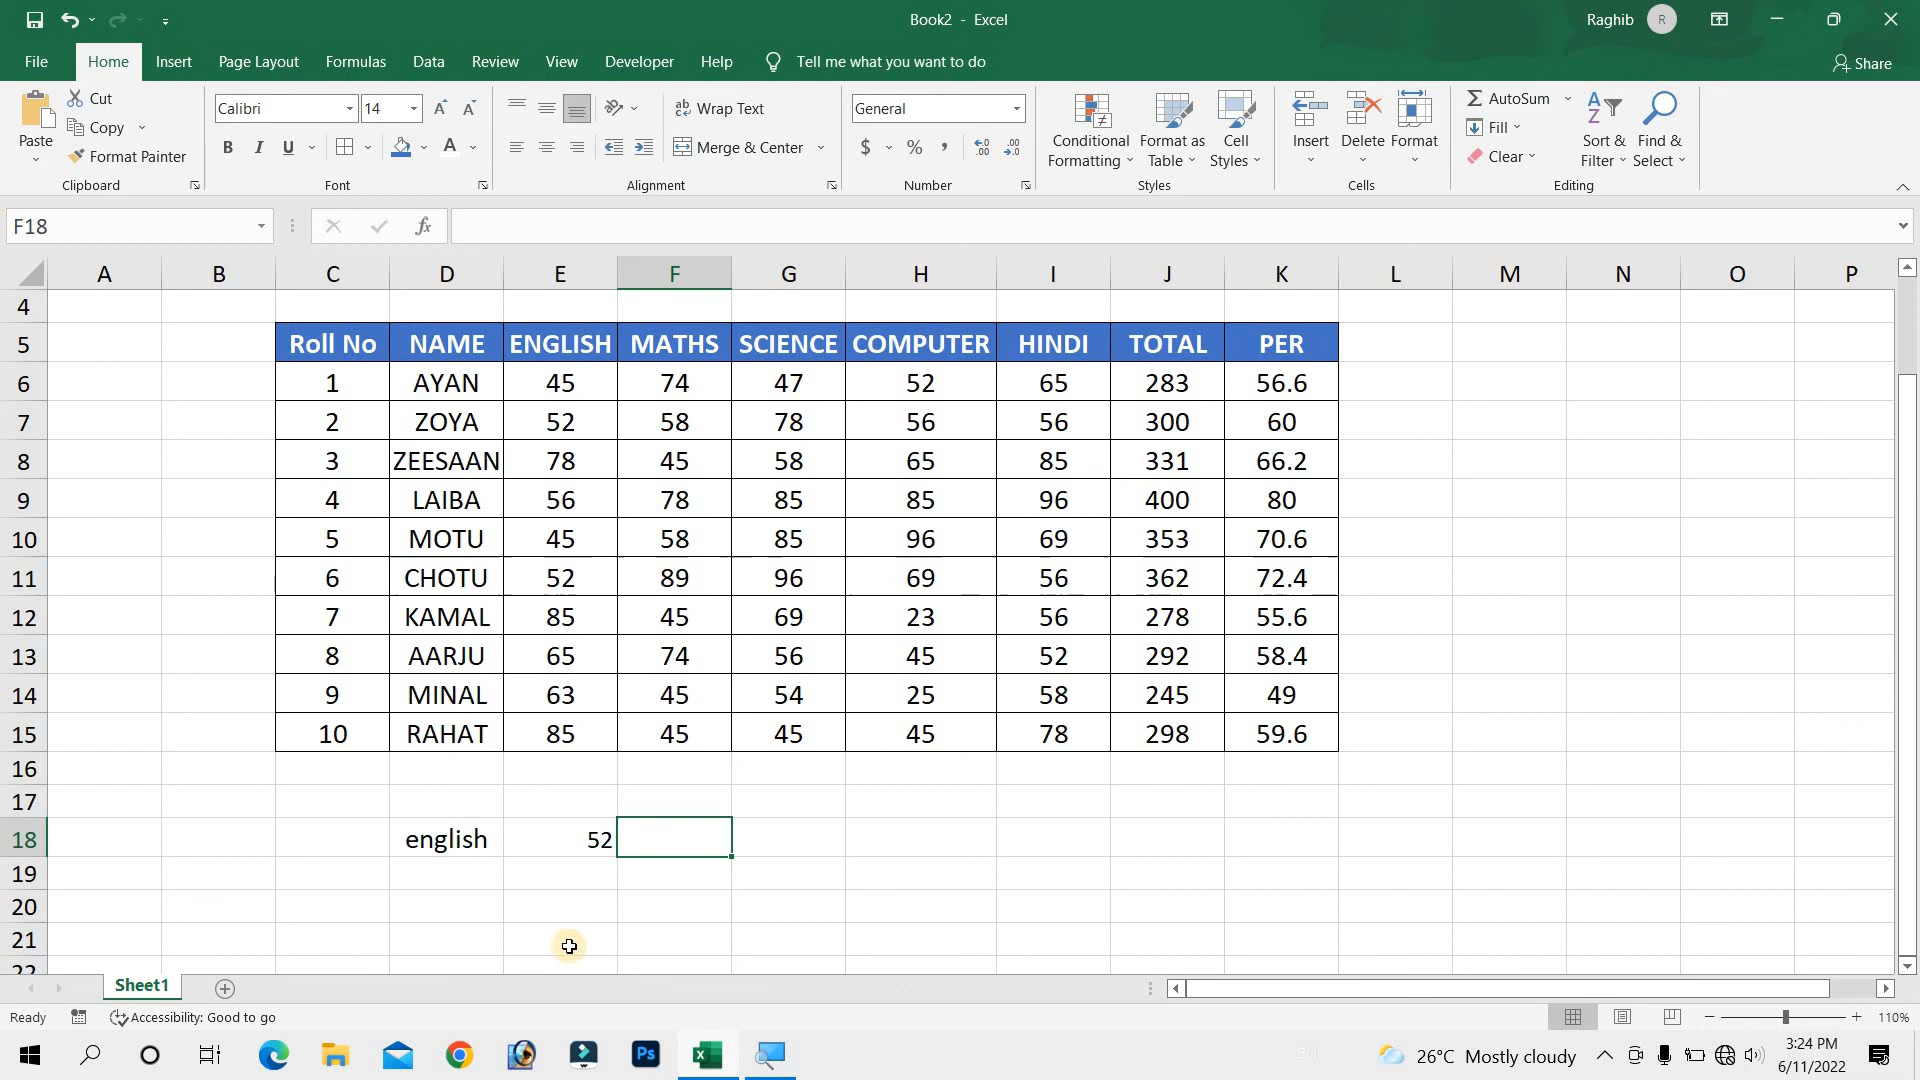 Book2 - Excel
Raghib R
File Home Insert Page Layout Formulas Data Review View Developer Help Tell me what you want to do Share
Cut
Copy
Format Painter
Paste
Clipboard
Calibri 14
B I U A
Font
Wrap Text
Merge & Center
Alignment
General
$ % ,
Number
Conditional Formatting
Format as Table
Cell Styles
Styles
Insert Delete Format
Cells
AutoSum
Fill
Clear
Sort & Filter
Find & Select
Editing
F18 fx
A B C D E F G H I J K L M N O P
4
5 Roll No NAME ENGLISH MATHS SCIENCE COMPUTER HINDI TOTAL PER
6 1 AYAN 45 74 47 52 65 283 56.6
7 2 ZOYA 52 58 78 56 56 300 60
8 3 ZEESAAN 78 45 58 65 85 331 66.2
9 4 LAIBA 56 78 85 85 96 400 80
10 5 MOTU 45 58 85 96 69 353 70.6
11 6 CHOTU 52 89 96 69 56 362 72.4
12 7 KAMAL 85 45 69 23 56 278 55.6
13 8 AARJU 65 74 56 45 52 292 58.4
14 9 MINAL 63 45 54 25 58 245 49
15 10 RAHAT 85 45 45 45 78 298 59.6
16
17
18 english 52
19
20
21
22
Sheet1
Ready Accessibility: Good to go 110%
Ps
26°C Mostly cloudy
3:24 PM
6/11/2022